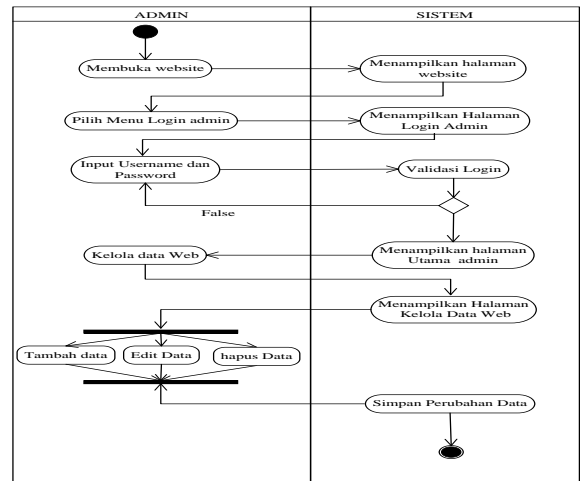 ADMIN
SISTEM
Membuka website
Menampilkan halaman
website
Pilih Menu Login admin
Menampilkan Halaman
Login Admin
Input Username dan
Password
Validasi Login
False
Kelola data Web
Menampilkan halaman
Utama admin
Menampilkan Halaman
Kelola Data Web
Tambah data
Edit Data
hapus Data
Simpan Perubahan Data